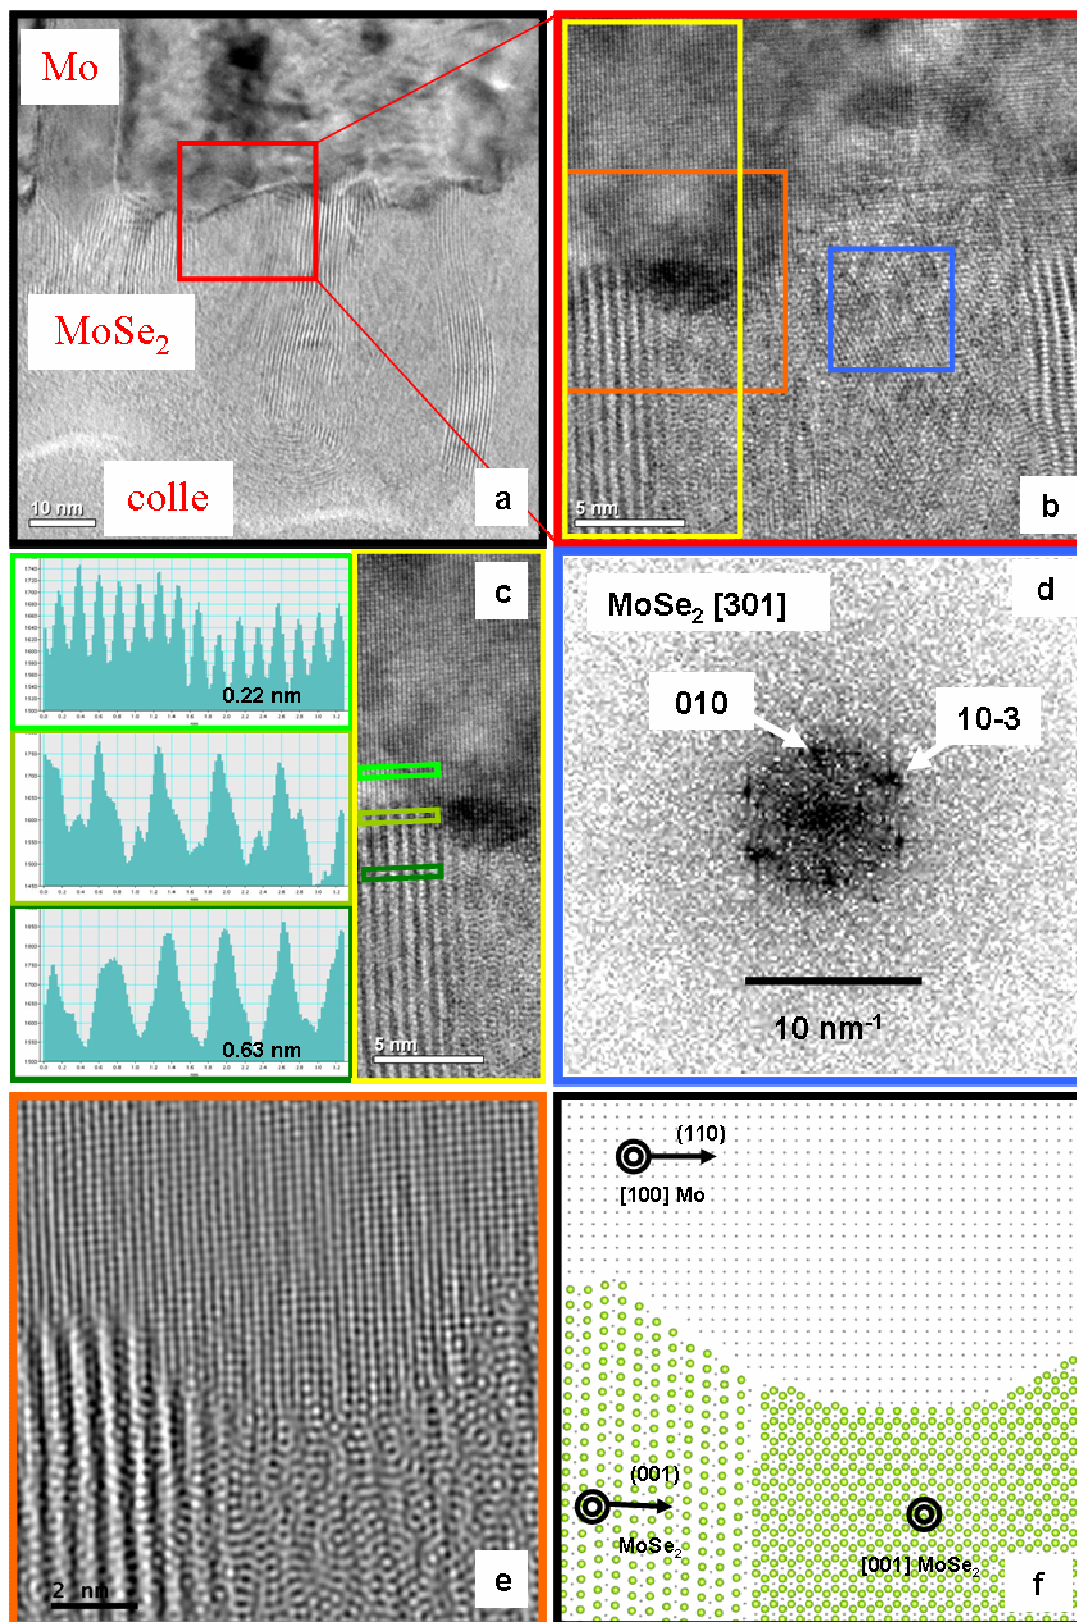 Mo
MoSe2
colle
10 nm
a
5 nm
b
0.22 nm
0.63 nm
c
5 nm
MoSe2 [301]
d
010
10-3
10 nm-1
2 nm
e
(110)
[100] Mo
(001)
MoSe2
[001] MoSe2
f